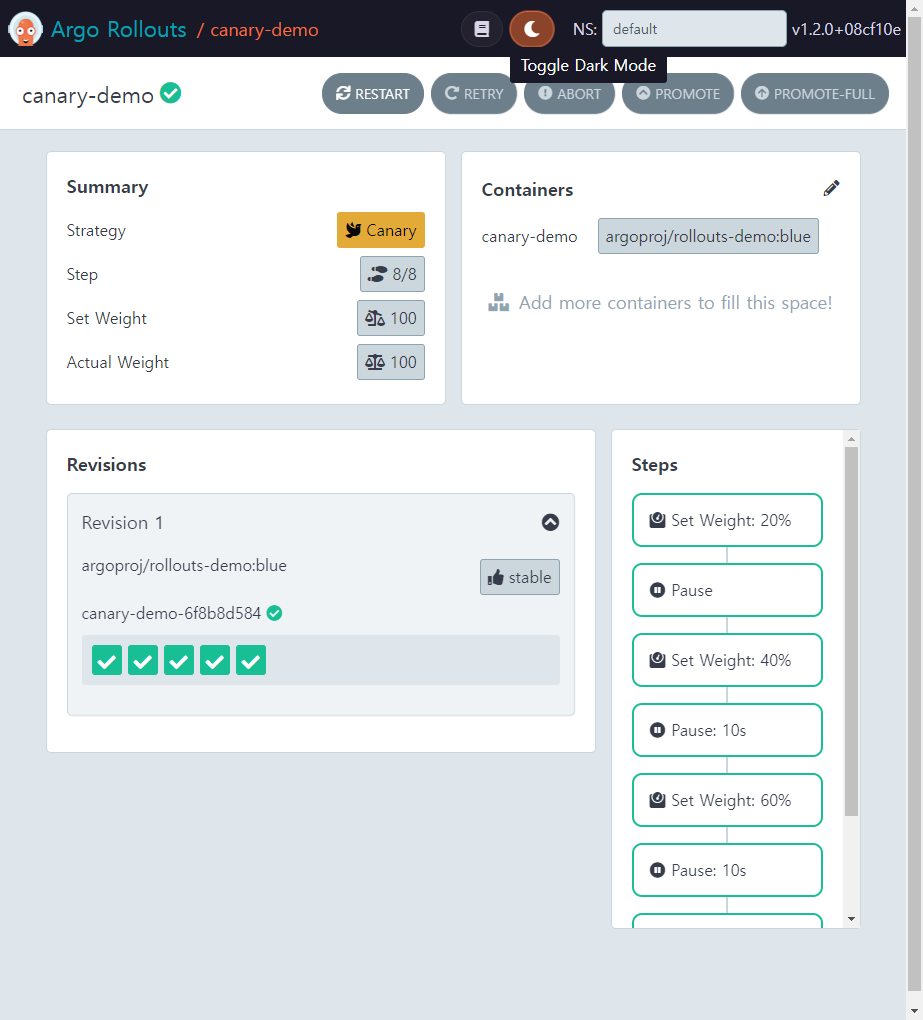 Argo Rollouts / canary-demo NS: default v1.2.0+08cf10e
Toggle Dark Mode
canary-demo RESTART RETRY ABORT PROMOTE PROMOTE-FULL
Summary
Strategy Canary
Step 8/8
Set Weight 100
Actual Weight 100
Containers
canary-demo argoproj/rollouts-demo:blue
Add more containers to fill this space!
Revisions
Revision 1
argoproj/rollouts-demo:blue
stable
canary-demo-6f8b8d584
Steps
Set Weight: 20%
Pause
Set Weight: 40%
Pause: 10s
Set Weight: 60%
Pause: 10s